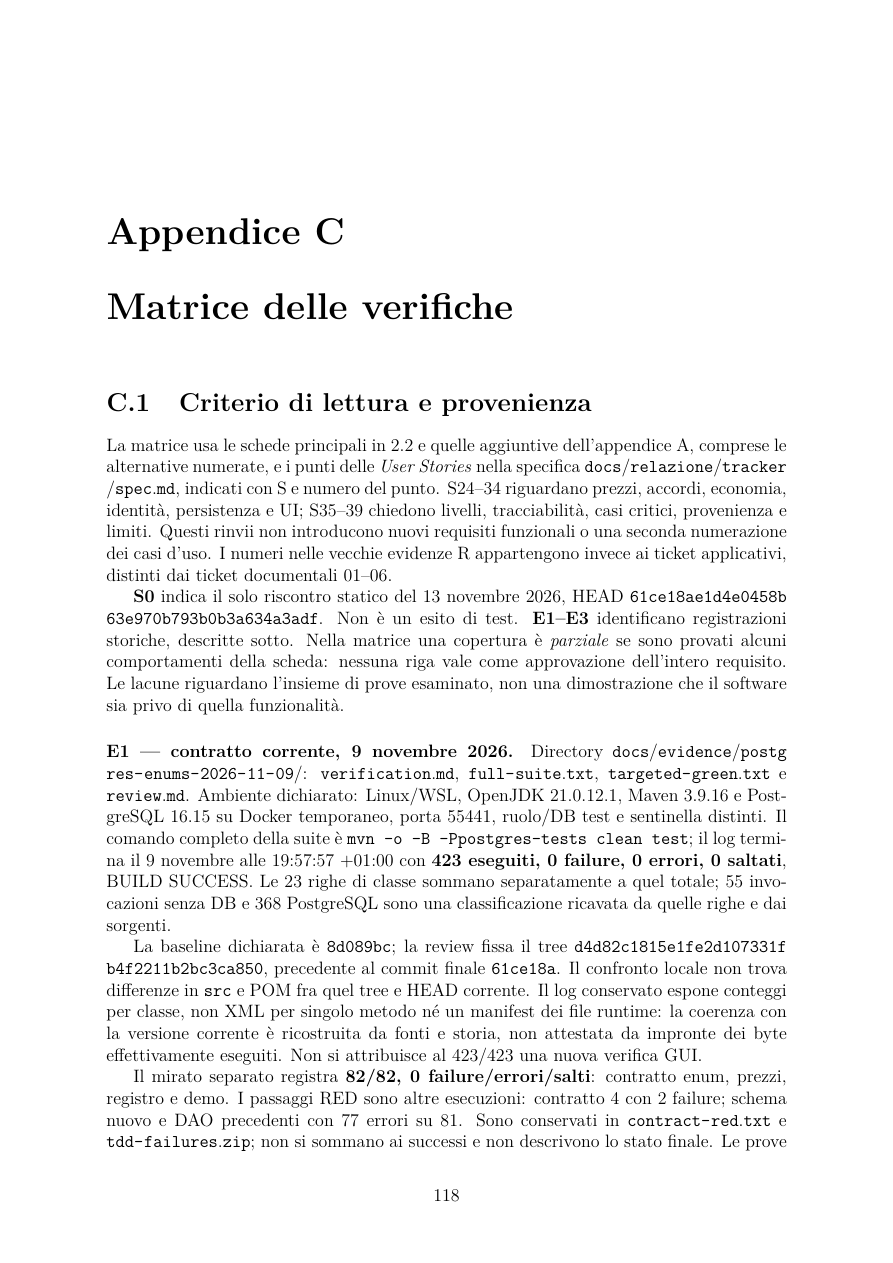 Appendice C
Matrice delle verifiche
C.1 Criterio di lettura e provenienza
La matrice usa le schede principali in 2.2 e quelle aggiuntive dell'appendice A, comprese le
alternative numerate, e i punti delle User Stories nella specifica docs/relazione/tracker
/spec.md, indicati con S e numero del punto. S24–34 riguardano prezzi, accordi, economia,
identità, persistenza e UI; S35–39 chiedono livelli, tracciabilità, casi critici, provenienza e
limiti. Questi rinvii non introducono nuovi requisiti funzionali o una seconda numerazione
dei casi d'uso. I numeri nelle vecchie evidenze R appartengono invece ai ticket applicativi,
distinti dai ticket documentali 01–06.
S0 indica il solo riscontro statico del 13 novembre 2026, HEAD 61ce18ae1d4e0458b
63e970b793b0b3a634a3adf. Non è un esito di test. E1–E3 identificano registrazioni
storiche, descritte sotto. Nella matrice una copertura è parziale se sono provati alcuni
comportamenti della scheda: nessuna riga vale come approvazione dell'intero requisito.
Le lacune riguardano l'insieme di prove esaminato, non una dimostrazione che il software
sia privo di quella funzionalità.
E1 — contratto corrente, 9 novembre 2026. Directory docs/evidence/postg
res-enums-2026-11-09/: verification.md, full-suite.txt, targeted-green.txt e
review.md. Ambiente dichiarato: Linux/WSL, OpenJDK 21.0.12.1, Maven 3.9.16 e Post-
greSQL 16.15 su Docker temporaneo, porta 55441, ruolo/DB test e sentinella distinti. Il
comando completo della suite è mvn -o -B -Ppostgres-tests clean test; il log termi-
na il 9 novembre alle 19:57:57 +01:00 con 423 eseguiti, 0 failure, 0 errori, 0 saltati,
BUILD SUCCESS. Le 23 righe di classe sommano separatamente a quel totale; 55 invo-
cazioni senza DB e 368 PostgreSQL sono una classificazione ricavata da quelle righe e dai
sorgenti.
La baseline dichiarata è 8d089bc; la review fissa il tree d4d82c1815e1fe2d107331f
b4f2211b2bc3ca850, precedente al commit finale 61ce18a. Il confronto locale non trova
differenze in src e POM fra quel tree e HEAD corrente. Il log conservato espone conteggi
per classe, non XML per singolo metodo né un manifest dei file runtime: la coerenza con
la versione corrente è ricostruita da fonti e storia, non attestata da impronte dei byte
effettivamente eseguiti. Non si attribuisce al 423/423 una nuova verifica GUI.
Il mirato separato registra 82/82, 0 failure/errori/salti: contratto enum, prezzi,
registro e demo. I passaggi RED sono altre esecuzioni: contratto 4 con 2 failure; schema
nuovo e DAO precedenti con 77 errori su 81. Sono conservati in contract-red.txt e
tdd-failures.zip; non si sommano ai successi e non descrivono lo stato finale. Le prove
118